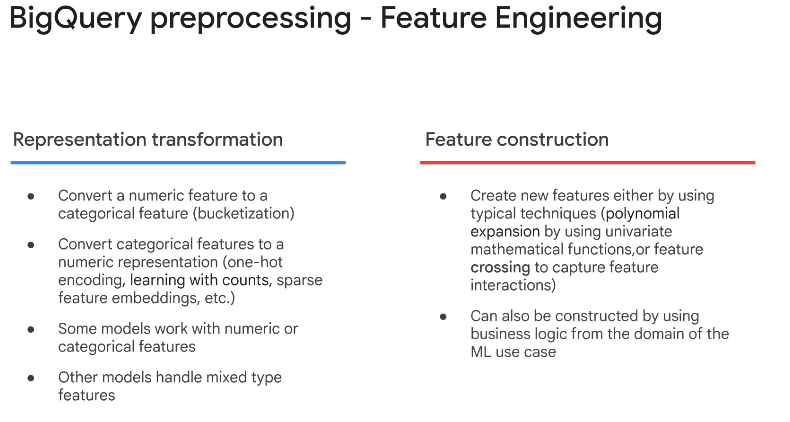 BigQuery preprocessing - Feature Engineering
Representation transformation
● Convert a numeric feature to a
categorical feature (bucketization)
● Convert categorical features to a
numeric representation (one-hot
encoding, learning with counts, sparse
feature embeddings, etc.)
● Some models work with numeric or
categorical features
● Other models handle mixed type
features
Feature construction
● Create new features either by using
typical techniques (polynomial
expansion by using univariate
mathematical functions,or feature
crossing to capture feature
interactions)
● Can also be constructed by using
business logic from the domain of the
ML use case